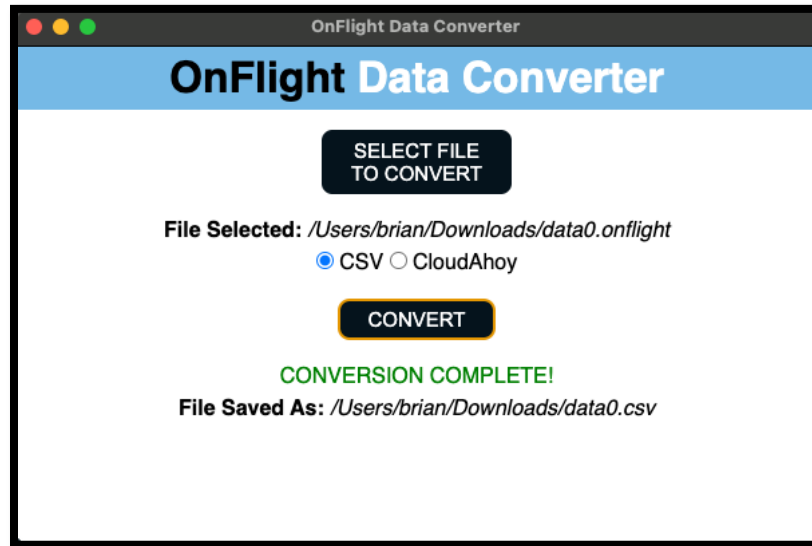 OnFlight Data Converter
OnFlight Data Converter
SELECT FILE
TO CONVERT
File Selected: /Users/brian/Downloads/data0.onflight
CSV CloudAhoy
CONVERT
CONVERSION COMPLETE!
File Saved As: /Users/brian/Downloads/data0.csv